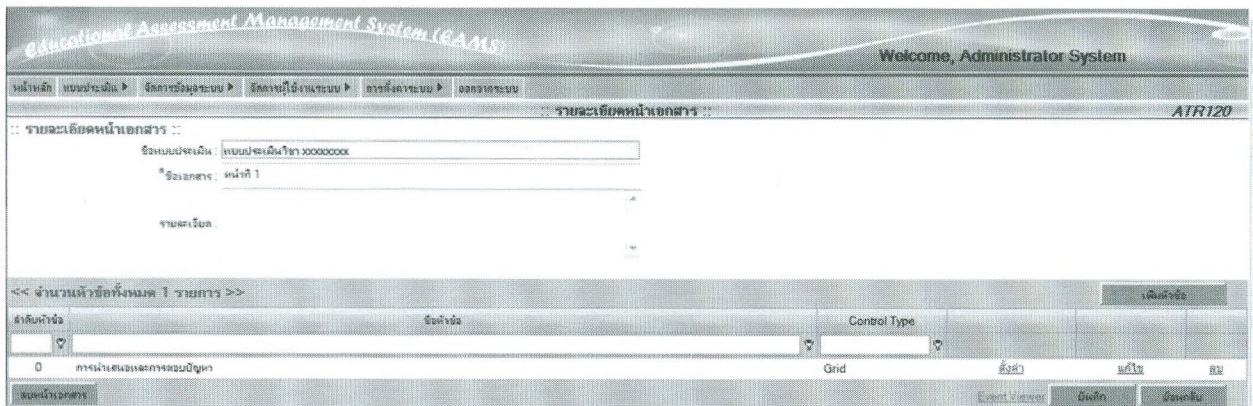 Educational Assessment Management System (EAMS)
Welcome, Administrator System
หน้าหลัก แบบประเมิน จัดการข้อมูลระบบ จัดการผู้ใช้งานระบบ การตั้งค่าระบบ ออกจากระบบ
:: รายละเอียดหน้าเอกสาร :: ATR120
:: รายละเอียดหน้าเอกสาร ::
ชื่อแบบประเมิน : แบบประเมินวิชา xxxxxxxxx
*ชื่อเอกสาร : หน้าที่ 1
รายละเอียด :
<< จำนวนหัวข้อทั้งหมด 1 รายการ >> เพิ่มหัวข้อ
ลำดับหัวข้อ ชื่อหัวข้อ Control Type
0 การนำเสนอและการตอบปัญหา Grid ตั้งค่า แก้ไข ลบ
ลบหน้าเอกสาร Event Viewer บันทึก ย้อนกลับ